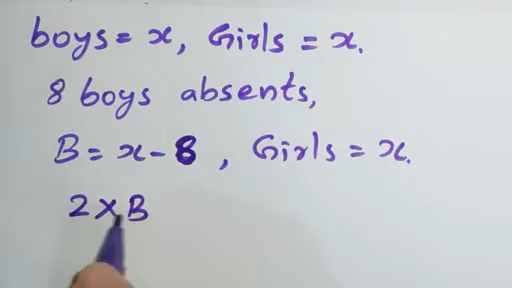 boys = x, Girls = x.
8 boys absents,
B = x - 8, Girls = x.
2 x B